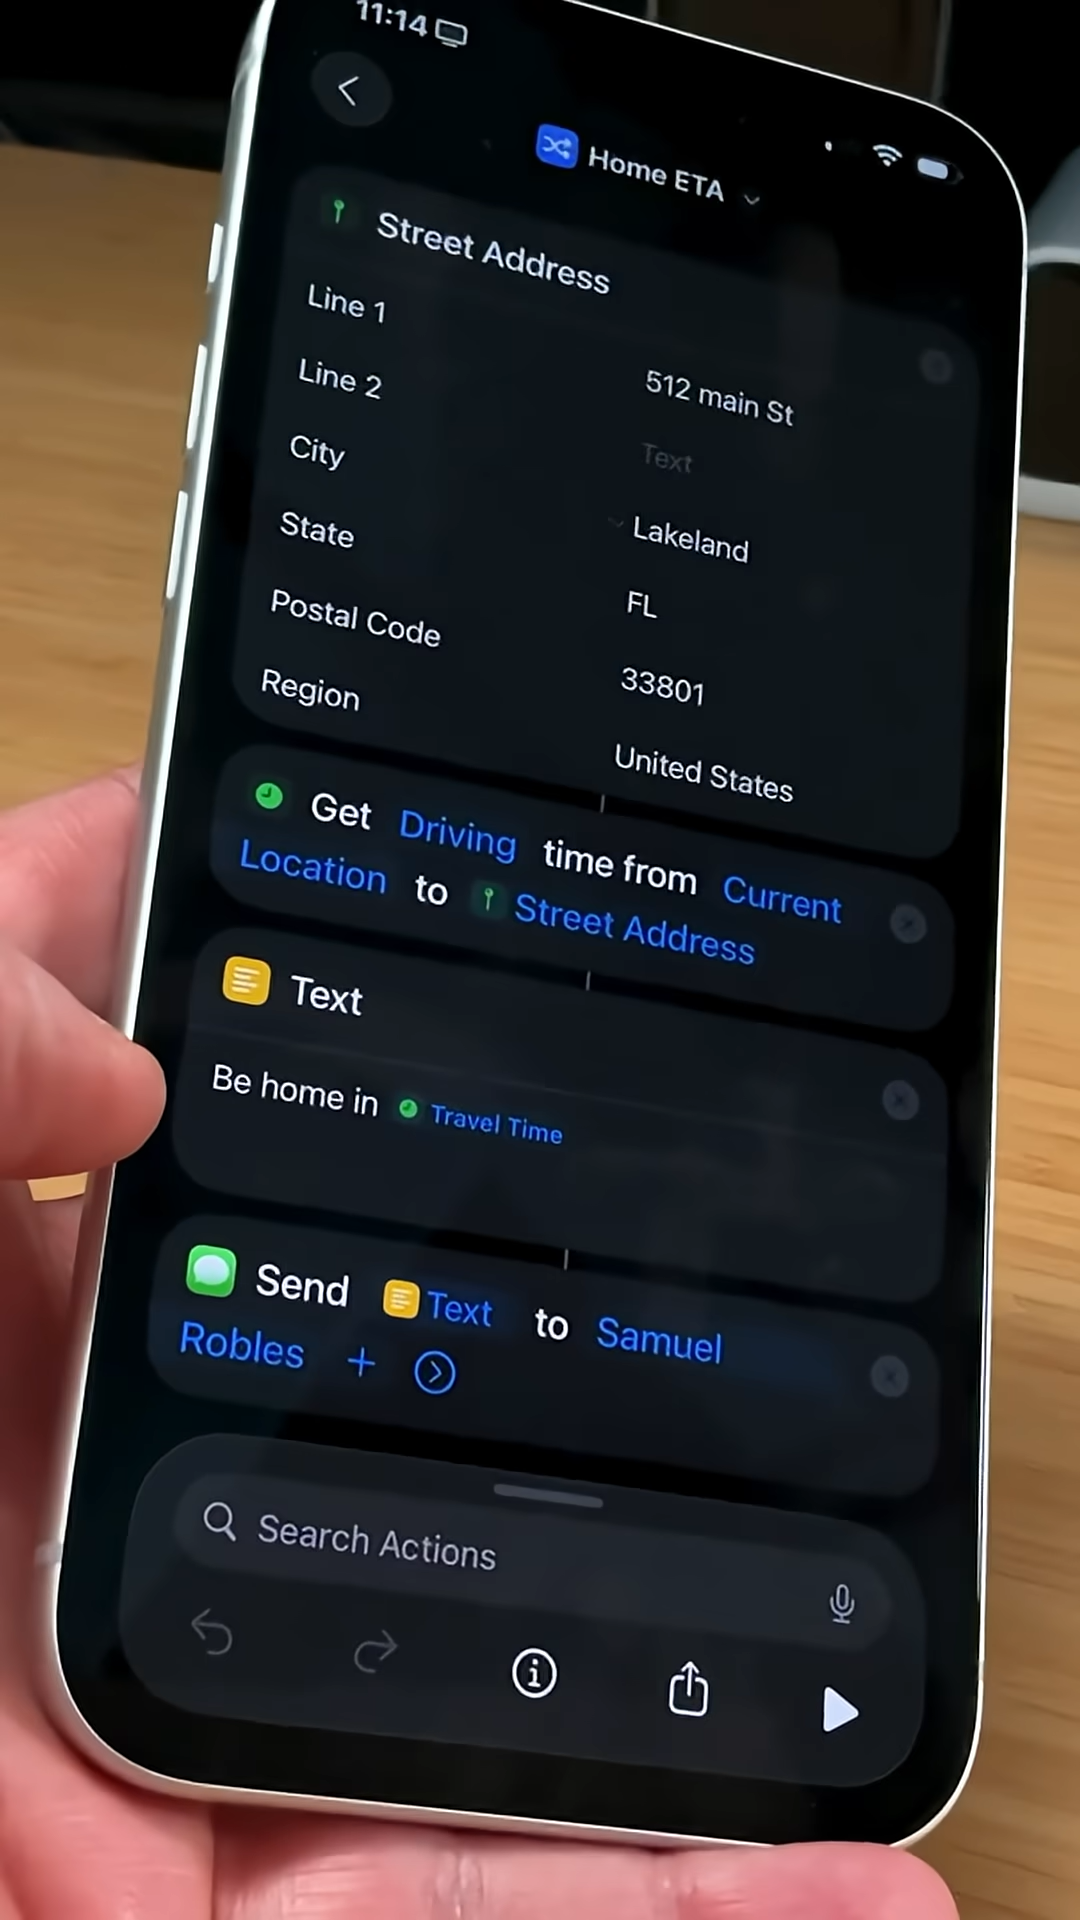 11:14
Home ETA
Street Address
Line 1
512 main St
Line 2
Text
City
Lakeland
State
FL
Postal Code
33801
Region
United States
Get Driving time from Current
Location to Street Address
Text
Be home in Travel Time
Send Text to Samuel
Robles
Search Actions